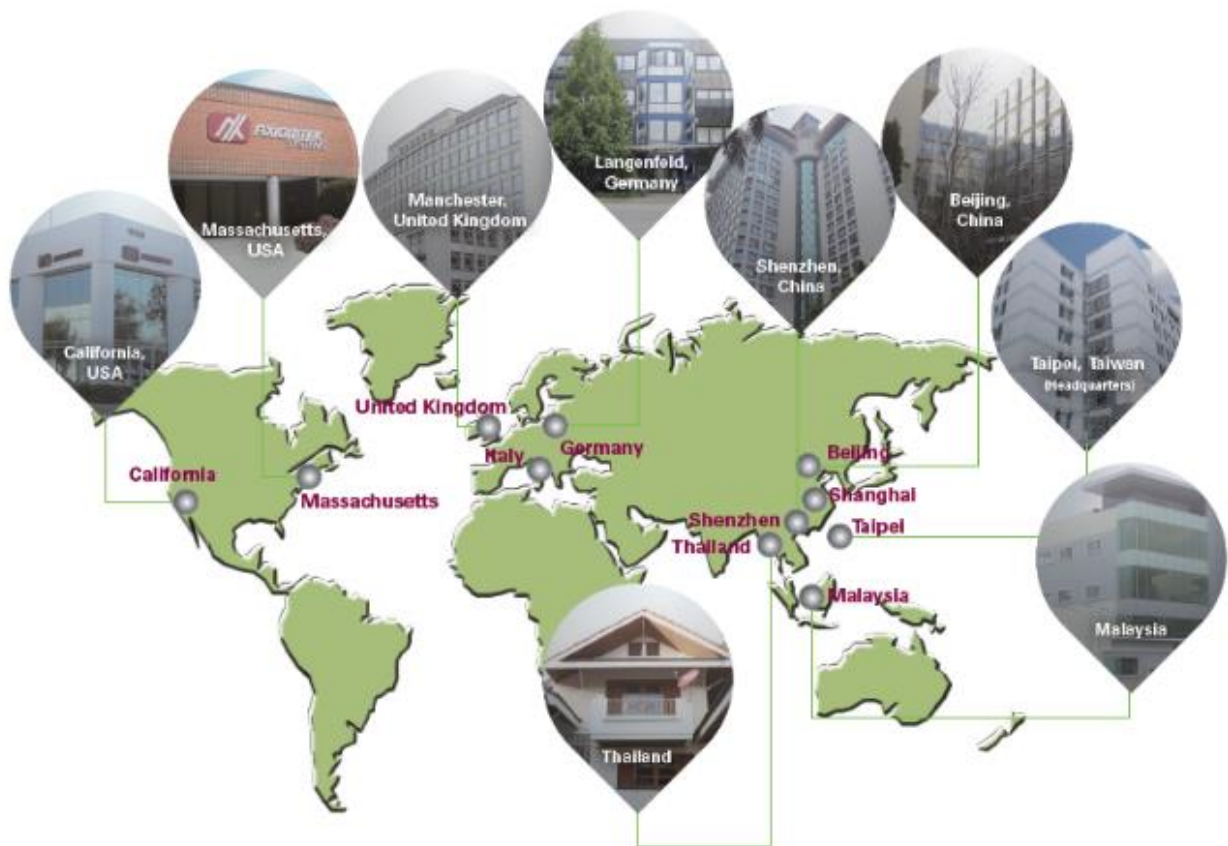 Langenfeld,
Germany
Massachusetts,
USA
Manchester,
United Kingdom
Beijing,
China
Shenzhen,
China
California,
USA
Taipei, Taiwan
(Headquarters)
United Kingdom
Germany
Italy
California
Massachusetts
Beijing
Shanghai
Shenzhen
Taipei
Thailand
Malaysia
Malaysia
Thailand